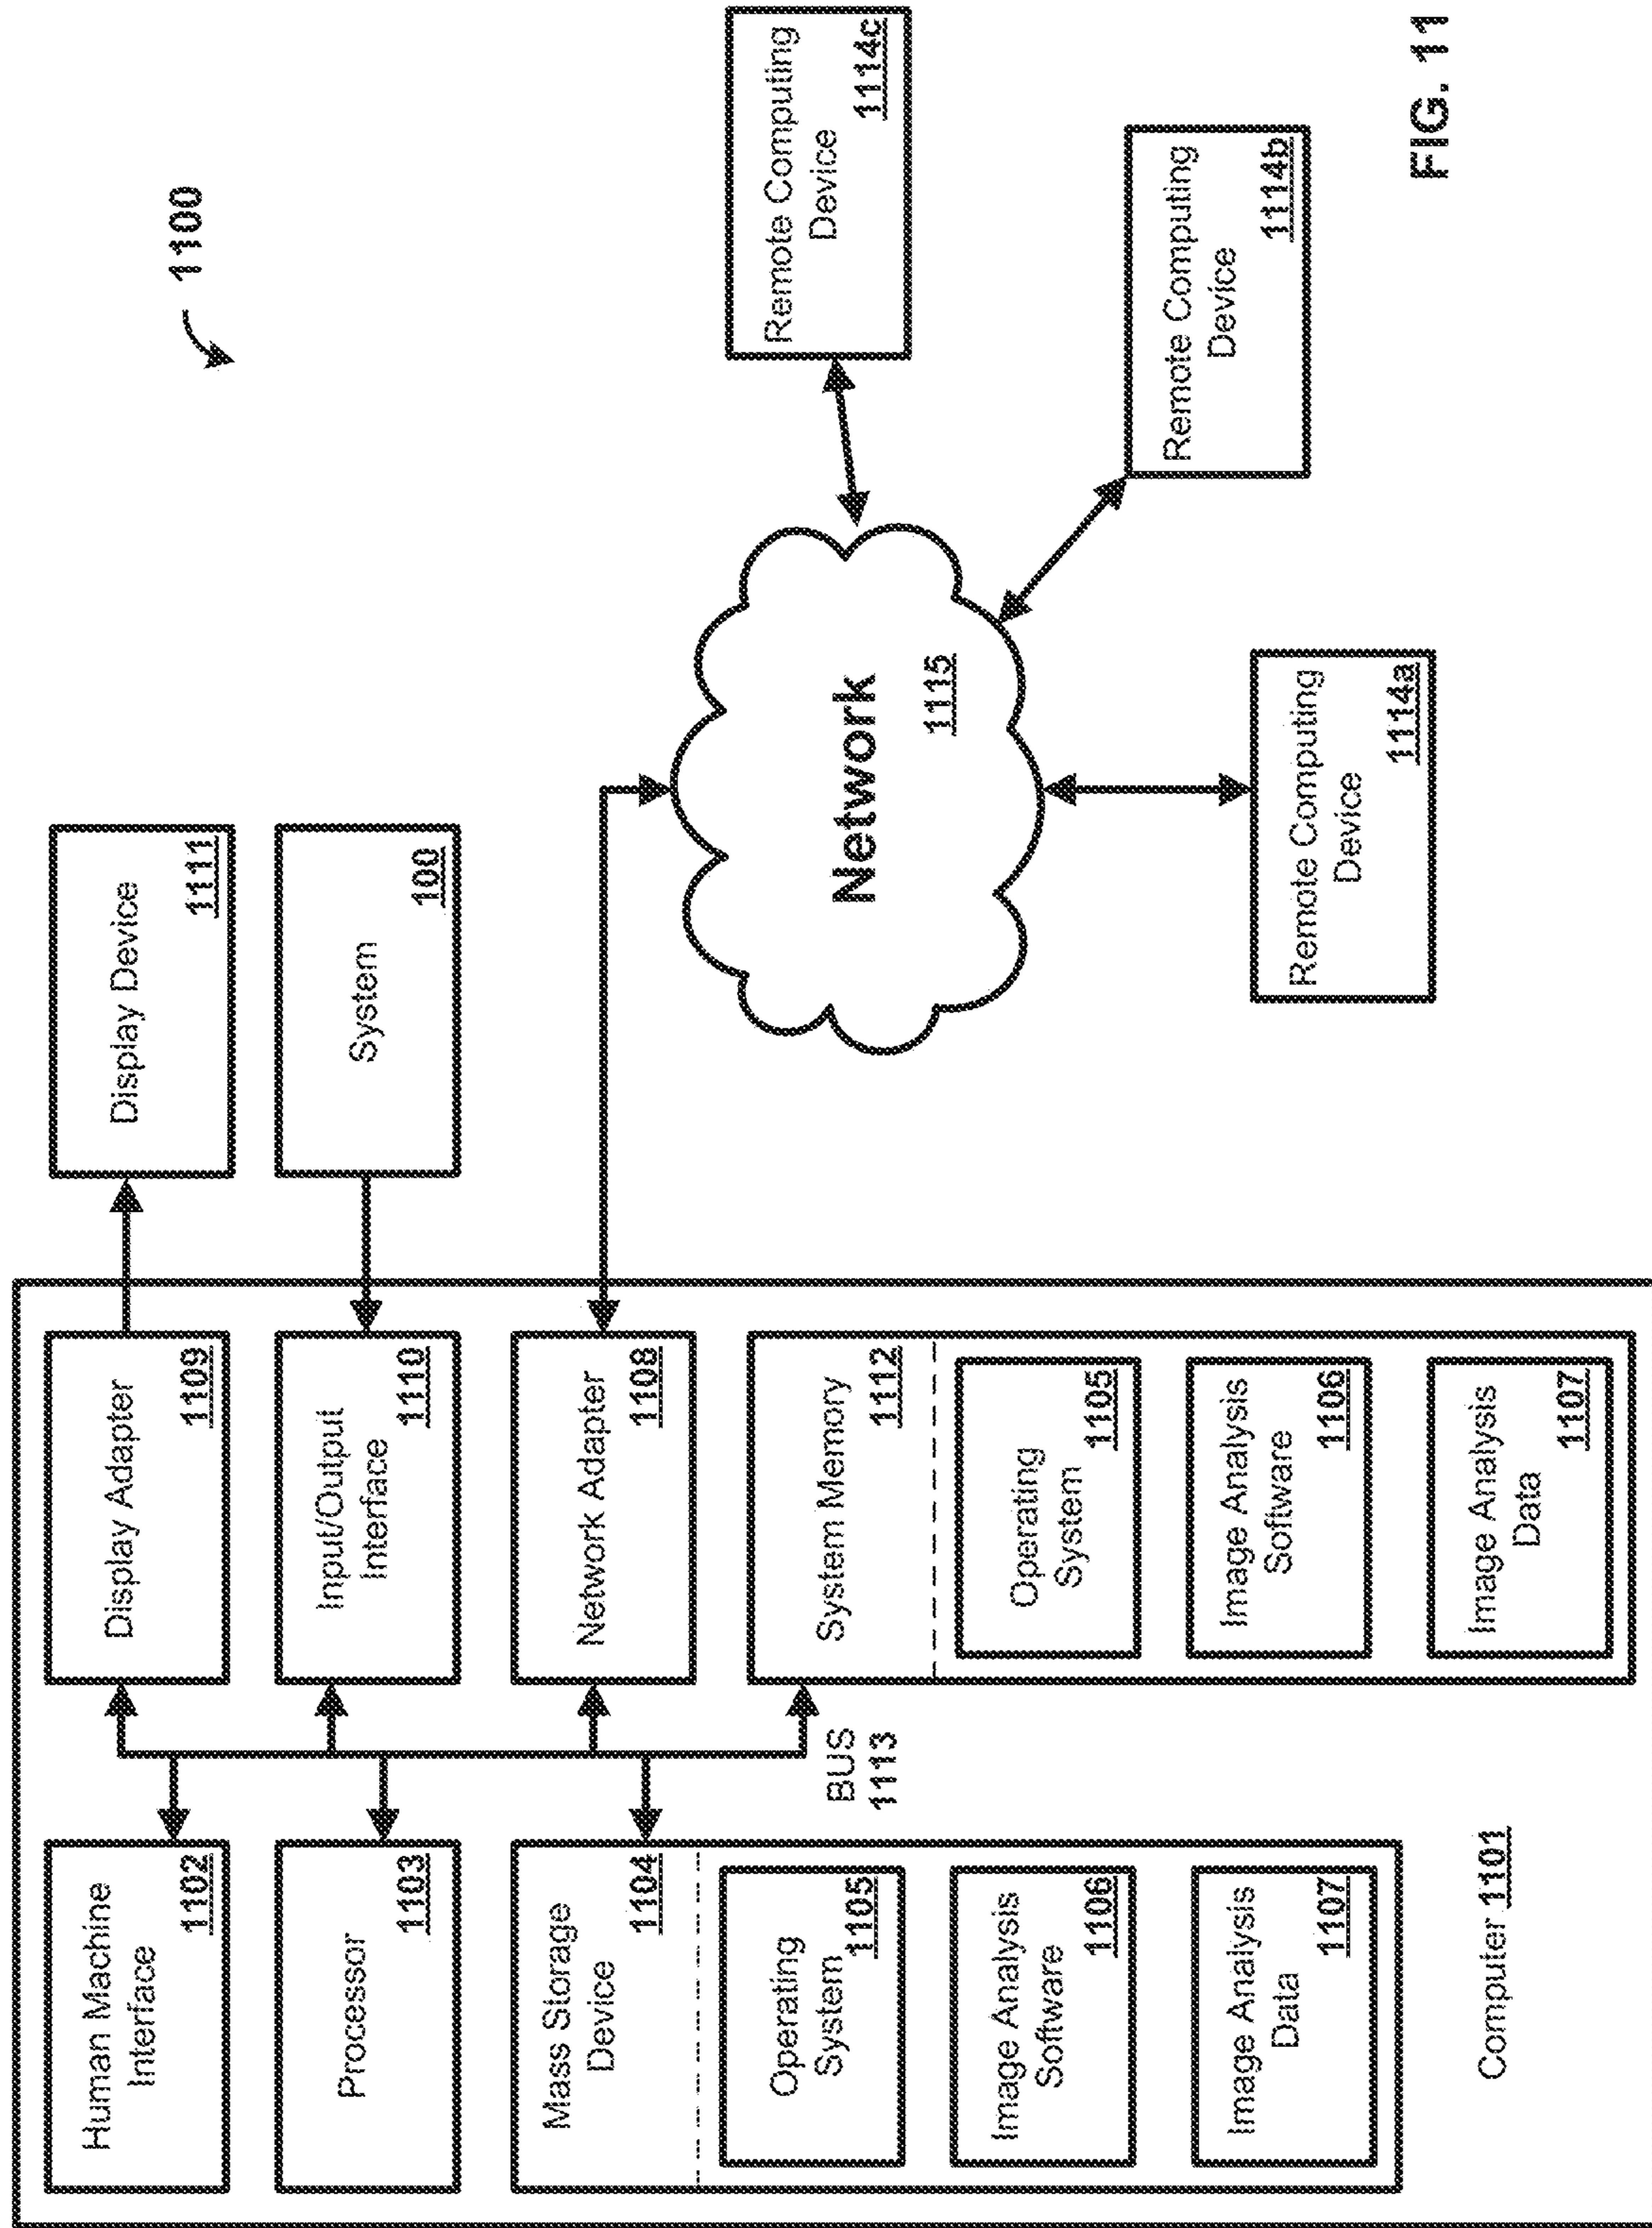 1100
Human Machine
Interface
1102
Processor
1103
Mass Storage
Device
1104
Operating
System
1105
Image Analysis
Software
1106
Image Analysis
Data
1107
Computer 1101
BUS
1113
Display Adapter
1109
Input/Output
Interface
1110
Network Adapter
1108
System Memory
1112
Operating
System
1105
Image Analysis
Software
1106
Image Analysis
Data
1107
Display Device
1111
System
100
Network
1115
Remote Computing
Device
1114a
Remote Computing
Device
1114b
Remote Computing
Device
1114c
FIG. 11